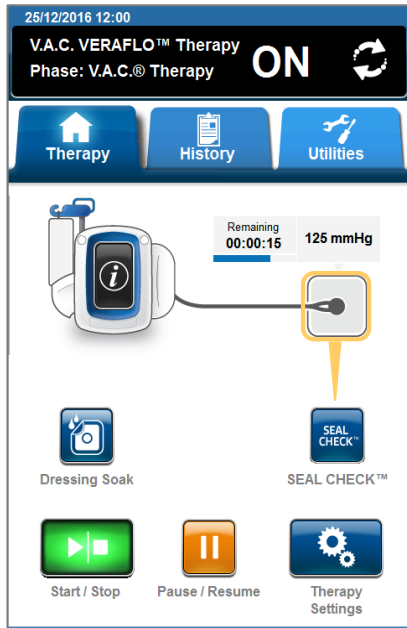 25/12/2016 12:00
V.A.C. VERAFLO™ Therapy
Phase: V.A.C.® Therapy
ON
Therapy
History
Utilities
Remaining
00:00:15
125 mmHg
i
SEAL
CHECK™
Dressing Soak
SEAL CHECK™
Start / Stop
Pause / Resume
Therapy
Settings